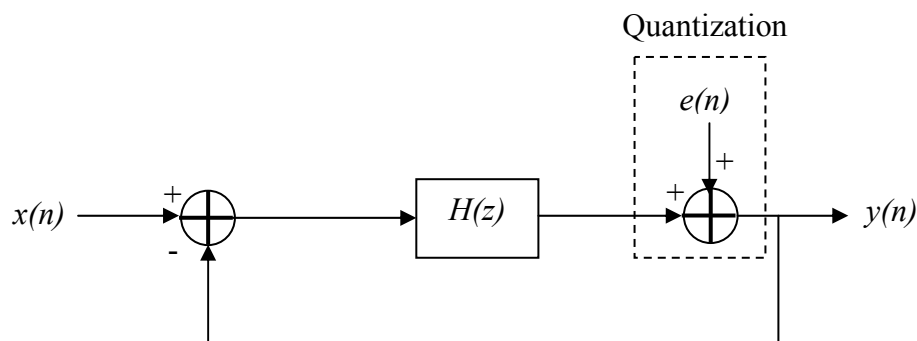 Quantization
e(n)
+
+ +
x(n) H(z) y(n)
-